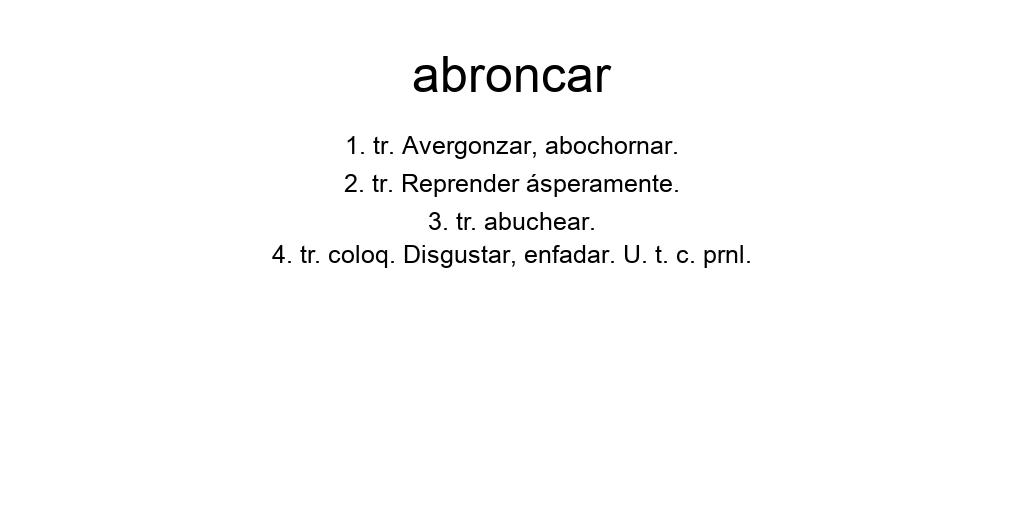 abroncar
1. tr. Avergonzar, abochornar.
2. tr. Reprender ásperamente.
3. tr. abuchear.
4. tr. coloq. Disgustar, enfadar. U. t. c. prnl.